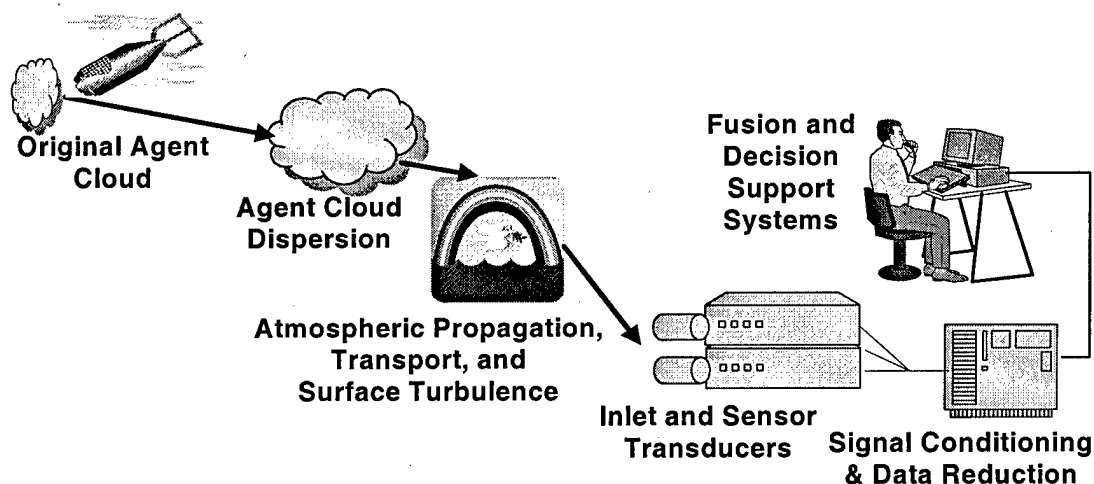 Original Agent
Cloud
Agent Cloud
Dispersion
Atmospheric Propagation,
Transport, and
Surface Turbulence
Inlet and Sensor
Transducers
Signal Conditioning
& Data Reduction
Fusion and
Decision
Support
Systems